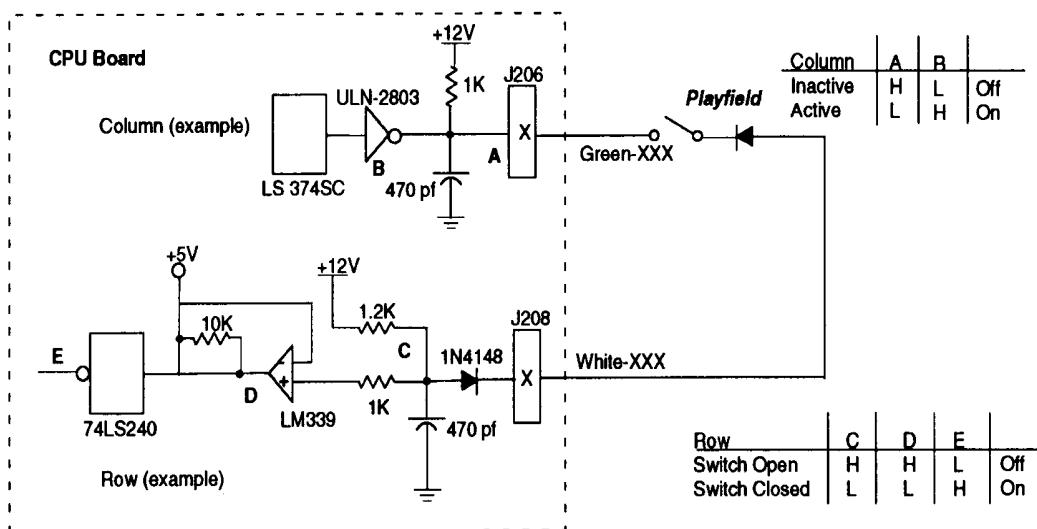 CPU Board
+12V
1K
J206
ULN-2803
Column (example)
X
A
B
LS 374SC
470 pf
Playfield
Green-XXX
Column A B
Inactive H L Off
Active L H On
+5V
+12V
10K
1.2K
C
J208
1N4148
E
X
White-XXX
-
+
D
LM339
1K
470 pf
74LS240
Row (example)
Row C D E
Switch Open H H L Off
Switch Closed L L H On